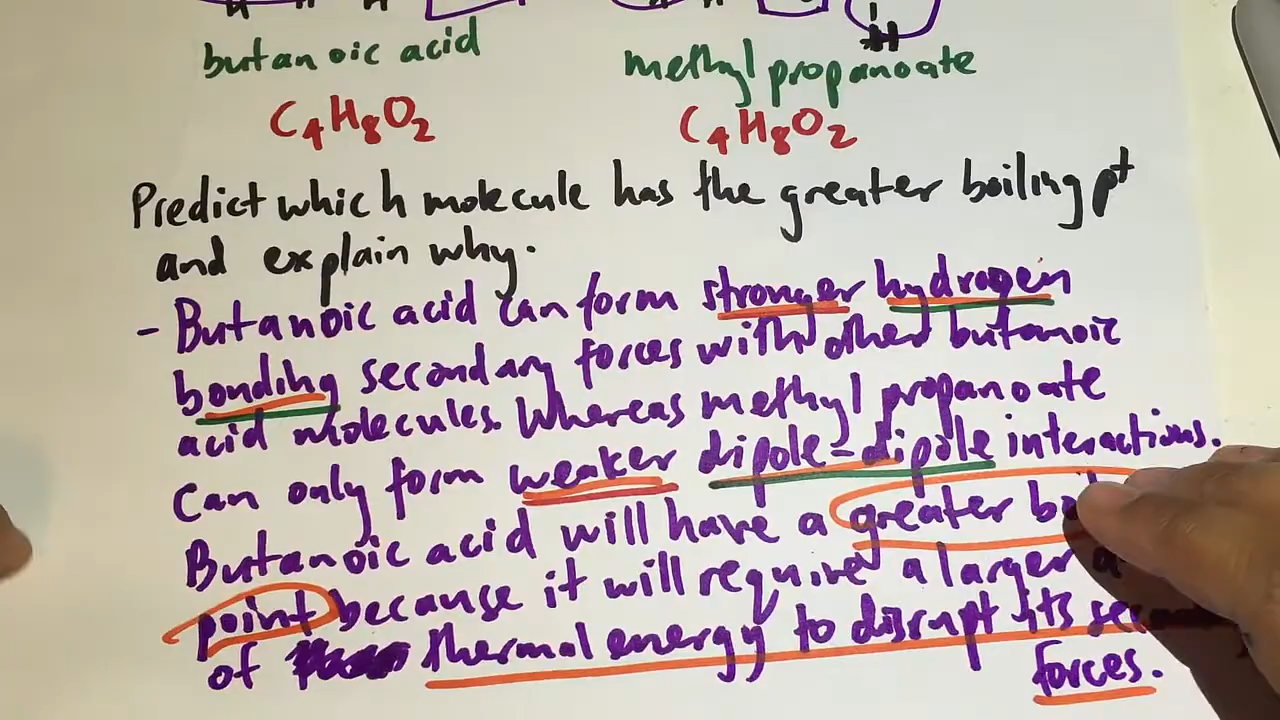 H H H
H H H
butanoic acid methyl propanoate
C4H8O2 C4H8O2
Predict which molecule has the greater boiling pt
and explain why.
- Butanoic acid can form stronger hydrogen
bonding secondary forces with other butanoic
acid molecules. Whereas methyl propanoate
can only form weaker dipole-dipole interactions.
Butanoic acid will have a greater
point because it will require a larger
of thermal energy to disrupt its
forces.